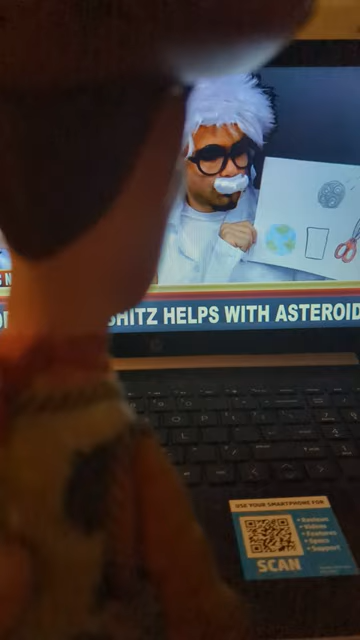 SHITZ HELPS WITH ASTEROID
USE YOUR SMARTPHONE FOR
• Reviews
• Videos
• Features
• Specs
• Support
SCAN